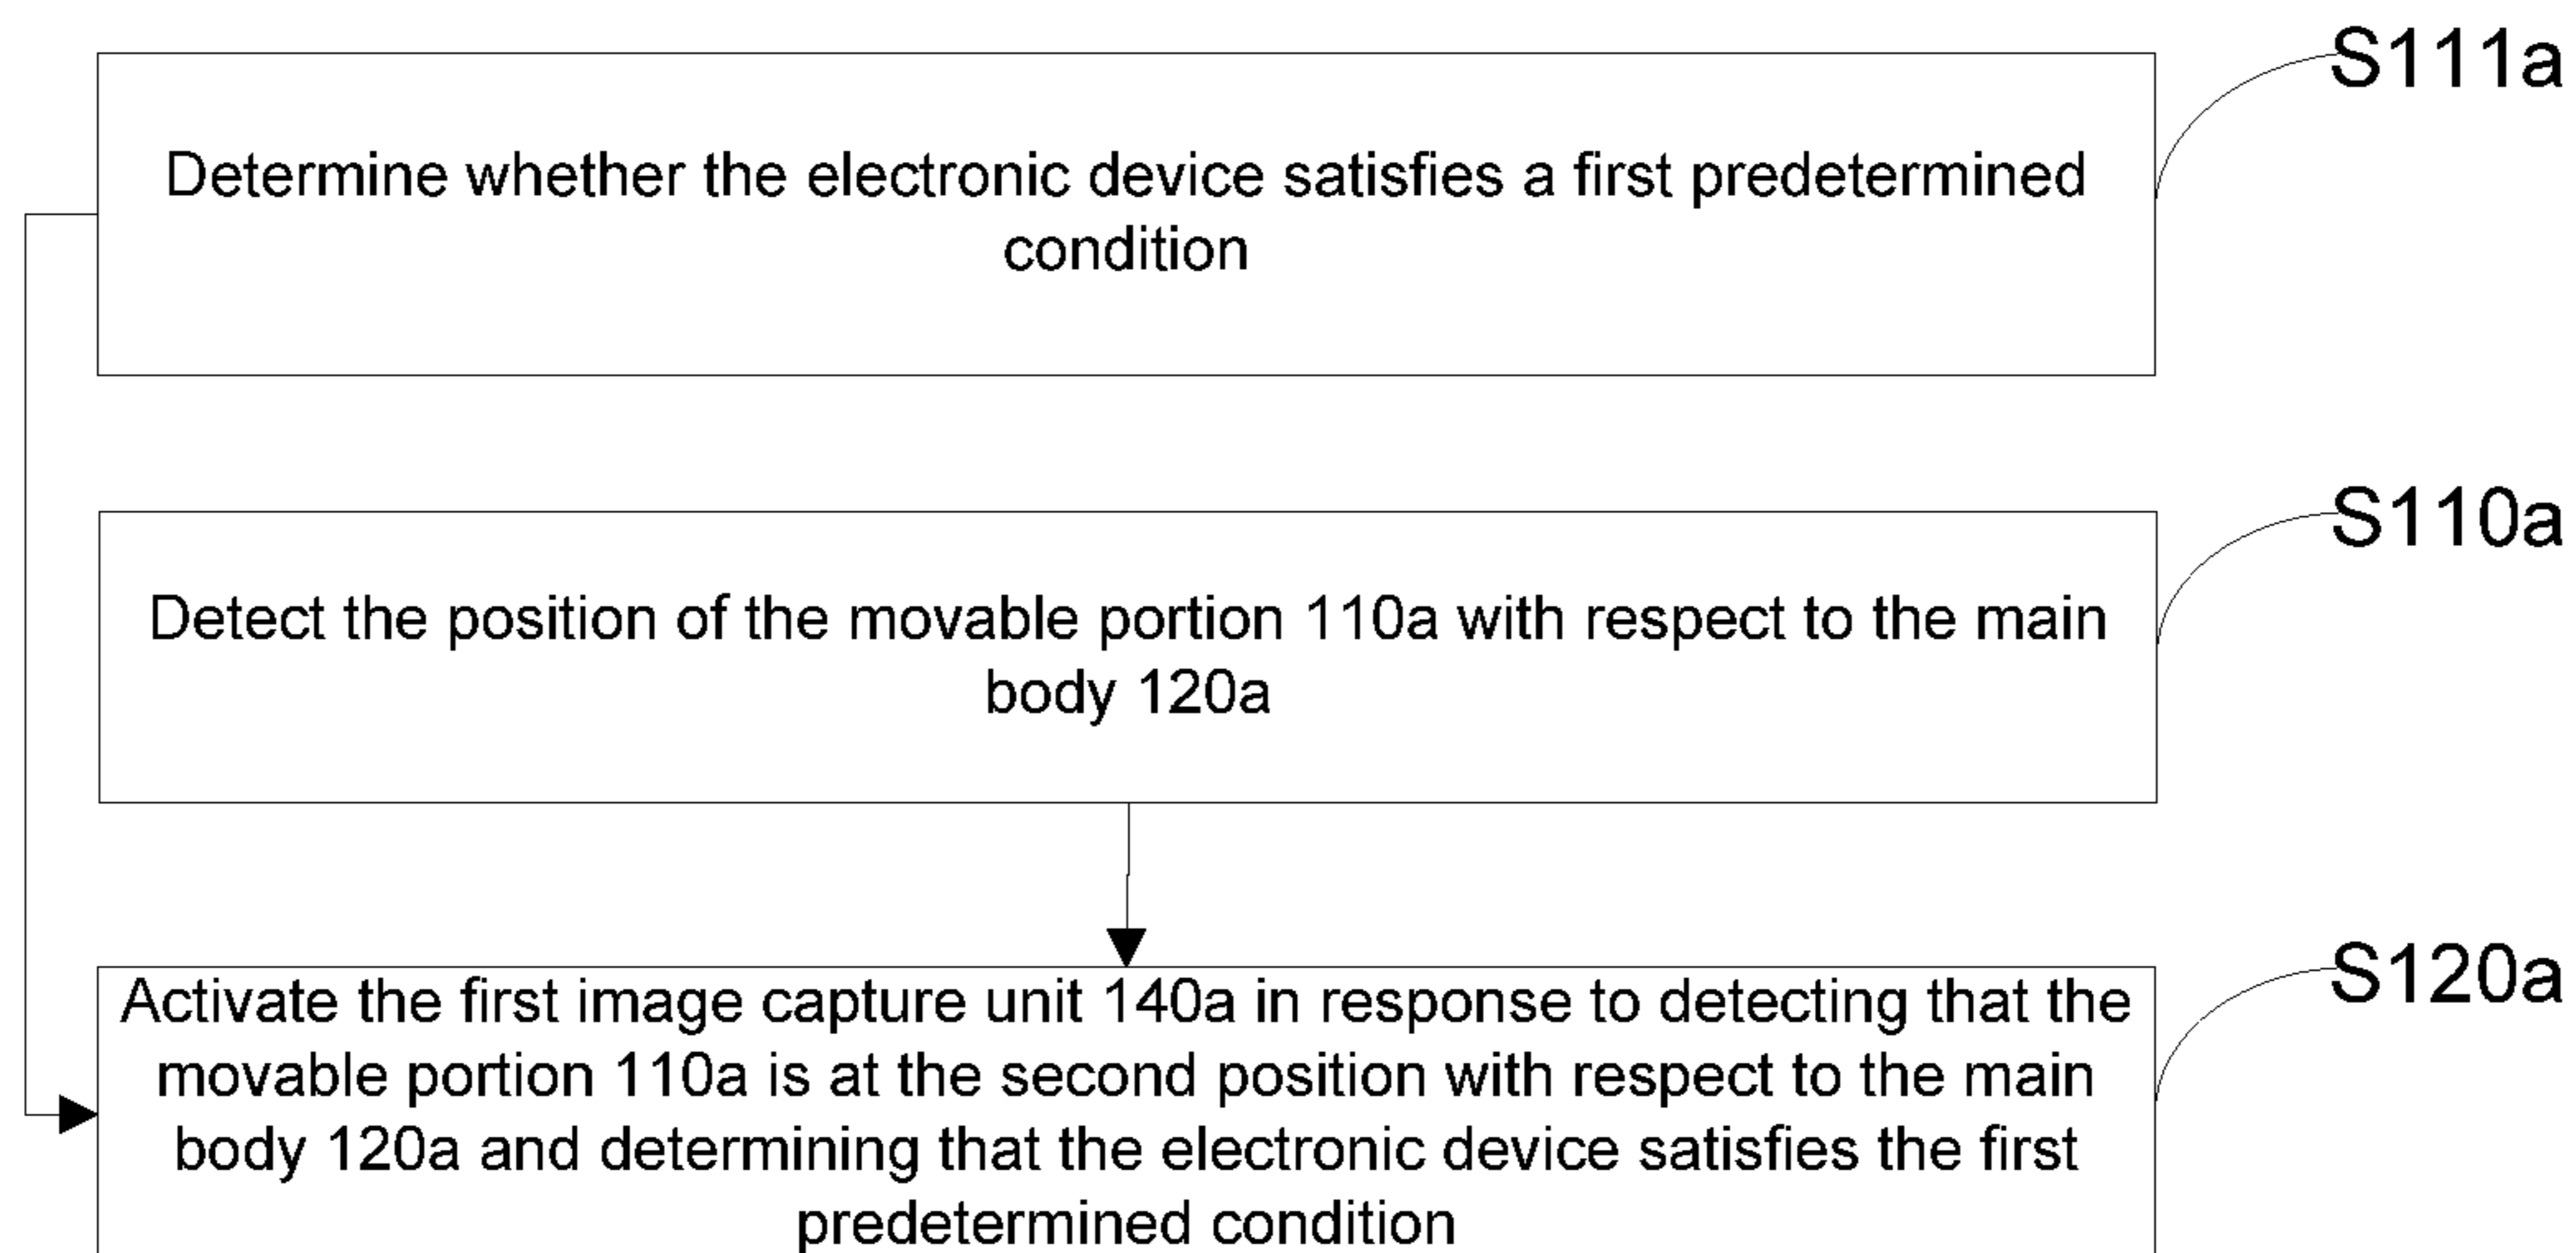 S111a
Determine whether the electronic device satisfies a first predetermined
condition
S110a
Detect the position of the movable portion 110a with respect to the main
body 120a
S120a
Activate the first image capture unit 140a in response to detecting that the
movable portion 110a is at the second position with respect to the main
body 120a and determining that the electronic device satisfies the first
predetermined condition